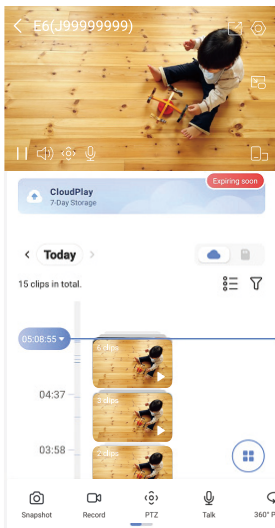 E6(J99999999)
Expiring soon
CloudPlay
7-Day Storage
Today
15 clips in total.
05:08:55
6 clips
04:37
3 clips
03:58
2 clips
Snapshot
Record
PTZ
Talk
360° P